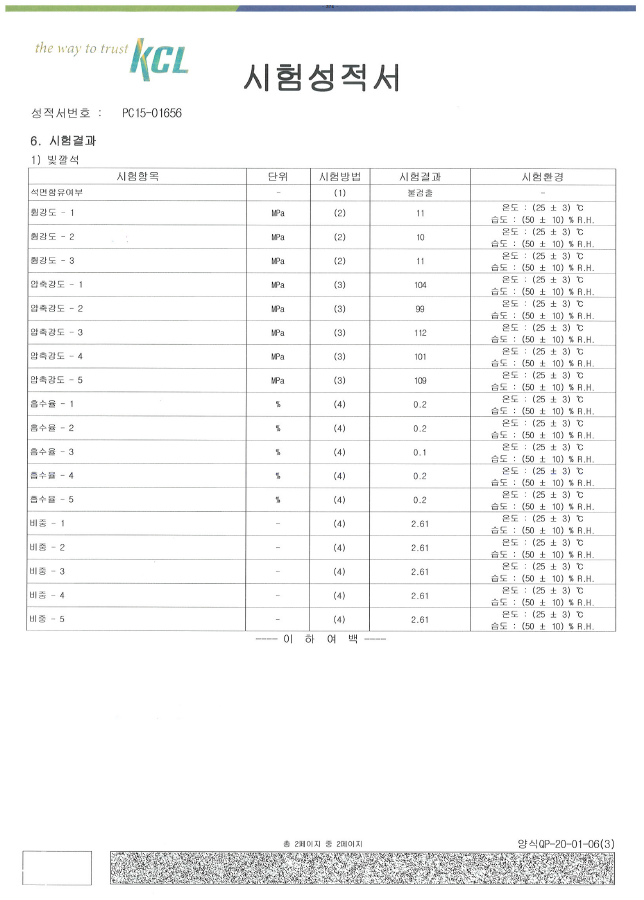 the way to trust KCL
시험성적서
성적서번호 : PC15-01656
6. 시험결과
1) 빛깔석
시험항목 단위 시험방법 시험결과 시험환경
석면함유여부 - (1) 불검출 -
휨강도 - 1 MPa (2) 11 온도 : (25 ± 3) ℃
습도 : (50 ± 10) % R.H.
휨강도 - 2 MPa (2) 10 온도 : (25 ± 3) ℃
습도 : (50 ± 10) % R.H.
휨강도 - 3 MPa (2) 11 온도 : (25 ± 3) ℃
습도 : (50 ± 10) % R.H.
압축강도 - 1 MPa (3) 104 온도 : (25 ± 3) ℃
습도 : (50 ± 10) % R.H.
압축강도 - 2 MPa (3) 99 온도 : (25 ± 3) ℃
습도 : (50 ± 10) % R.H.
압축강도 - 3 MPa (3) 112 온도 : (25 ± 3) ℃
습도 : (50 ± 10) % R.H.
압축강도 - 4 MPa (3) 101 온도 : (25 ± 3) ℃
습도 : (50 ± 10) % R.H.
압축강도 - 5 MPa (3) 109 온도 : (25 ± 3) ℃
습도 : (50 ± 10) % R.H.
흡수율 - 1 % (4) 0.2 온도 : (25 ± 3) ℃
습도 : (50 ± 10) % R.H.
흡수율 - 2 % (4) 0.2 온도 : (25 ± 3) ℃
습도 : (50 ± 10) % R.H.
흡수율 - 3 % (4) 0.1 온도 : (25 ± 3) ℃
습도 : (50 ± 10) % R.H.
흡수율 - 4 % (4) 0.2 온도 : (25 ± 3) ℃
습도 : (50 ± 10) % R.H.
흡수율 - 5 % (4) 0.2 온도 : (25 ± 3) ℃
습도 : (50 ± 10) % R.H.
비중 - 1 - (4) 2.61 온도 : (25 ± 3) ℃
습도 : (50 ± 10) % R.H.
비중 - 2 - (4) 2.61 온도 : (25 ± 3) ℃
습도 : (50 ± 10) % R.H.
비중 - 3 - (4) 2.61 온도 : (25 ± 3) ℃
습도 : (50 ± 10) % R.H.
비중 - 4 - (4) 2.61 온도 : (25 ± 3) ℃
습도 : (50 ± 10) % R.H.
비중 - 5 - (4) 2.61 온도 : (25 ± 3) ℃
습도 : (50 ± 10) % R.H.
---- 이 하 여 백 ----
총 2페이지 중 2페이지
양식QP-20-01-06(3)